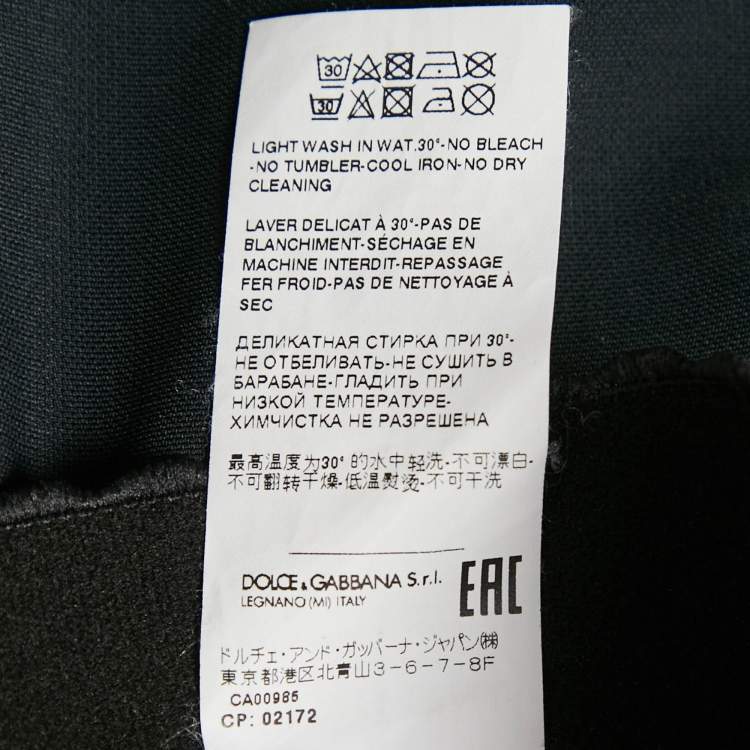 30
30
LIGHT WASH IN WAT.30°-NO BLEACH
-NO TUMBLER-COOL IRON-NO DRY
CLEANING
LAVER DELICAT À 30°-PAS DE
BLANCHIMENT-SÉCHAGE EN
MACHINE INTERDIT-REPASSAGE
FER FROID-PAS DE NETTOYAGE À
SEC
ДЕЛИКАТНАЯ СТИРКА ПРИ 30°-
НЕ ОТБЕЛИВАТЬ-НЕ СУШИТЬ В
БАРАБАНЕ-ГЛАДИТЬ ПРИ
НИЗКОЙ ТЕМПЕРАТУРЕ-
ХИМЧИСТКА НЕ РАЗРЕШЕНА
最高温度为30°的水中轻洗-不可漂白-
不可翻转干燥-低温熨烫-不可干洗
DOLCE & GABBANA S.r.l.
LEGNANO (MI) ITALY
EAC
ドルチェ・アンド・ガッバーナ・ジャパン(株)
東京都港区北青山3-6-7-8F
CA00985
CP: 02172